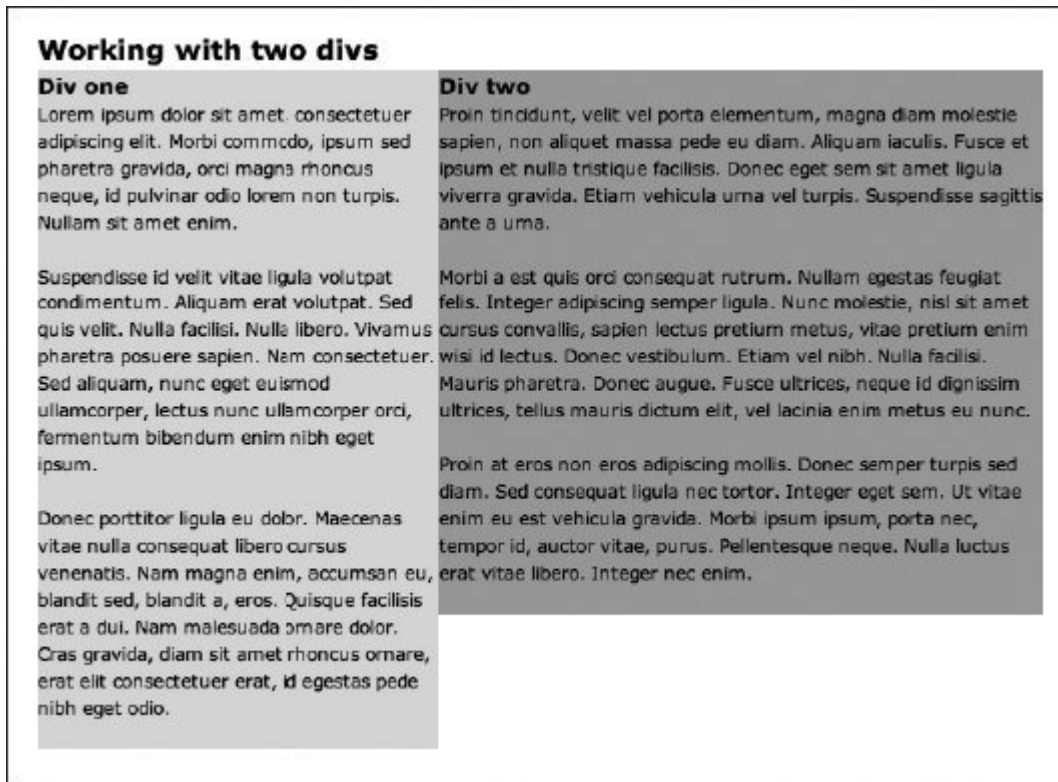 Working with two divs
Div one
Lorem ipsum dolor sit amet, consectetuer
adipiscing elit. Morbi commodo, ipsum sed
pharetra gravida, orci magna rhoncus
neque, id pulvinar odio lorem non turpis.
Nullam sit amet enim.
Suspendisse id velit vitae ligula volutpat
condimentum. Aliquam erat volutpat. Sed
quis velit. Nulla facilisi. Nulla libero. Vivamus
pharetra posuere sapien. Nam consectetuer.
Sed aliquam, nunc eget euismod
ullamcorper, lectus nunc ullamcorper orci,
fermentum bibendum enim nibh eget
ipsum.
Donec porttitor ligula eu dolor. Maecenas
vitae nulla consequat libero cursus
venenatis. Nam magna enim, accumsan eu,
blandit sed, blandit a, eros. Quisque facilisis
erat a dui. Nam malesuada ornare dolor.
Cras gravida, diam sit amet rhoncus ornare,
erat elit consectetuer erat, id egestas pede
nibh eget odio.
Div two
Proin tincidunt, velit vel porta elementum, magna diam molestie
sapien, non aliquet massa pede eu diam. Aliquam iaculis. Fusce et
ipsum et nulla tristique facilisis. Donec eget sem sit amet ligula
viverra gravida. Etiam vehicula urna vel turpis. Suspendisse sagittis
ante a urna.
Morbi a est quis orci consequat rutrum. Nullam egestas feugiat
felis. Integer adipiscing semper ligula. Nunc molestie, nisl sit amet
cursus convallis, sapien lectus pretium metus, vitae pretium enim
wisi id lectus. Donec vestibulum. Etiam vel nibh. Nulla facilisi.
Mauris pharetra. Donec augue. Fusce ultrices, neque id dignissim
ultrices, tellus mauris dictum elit, vel lacinia enim metus eu nunc.
Proin at eros non eros adipiscing mollis. Donec semper turpis sed
diam. Sed consequat ligula nec tortor. Integer eget sem. Ut vitae
enim eu est vehicula gravida. Morbi ipsum ipsum, porta nec,
tempor id, auctor vitae, purus. Pellentesque neque. Nulla luctus
erat vitae libero. Integer nec enim.